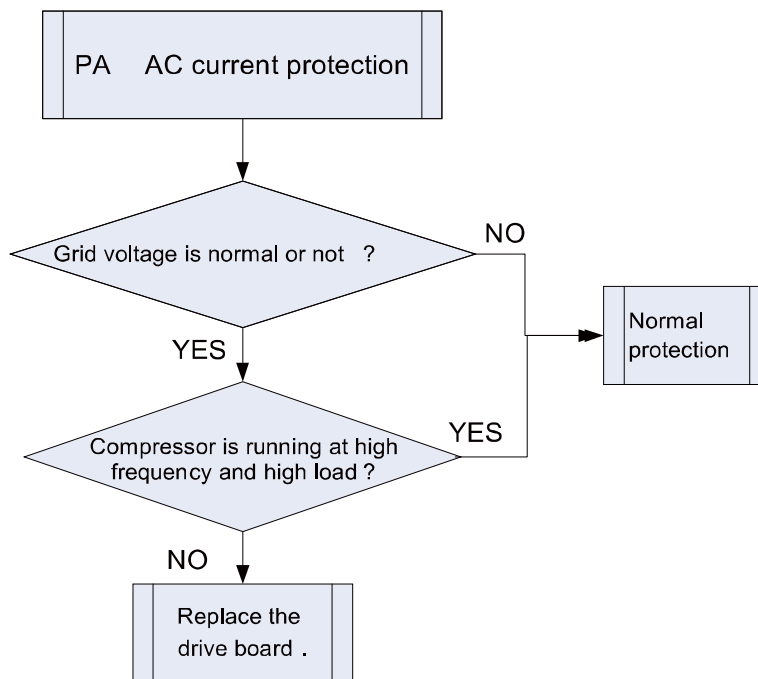 PA AC current protection
Grid voltage is normal or not ?
NO
YES
Normal
protection
Compressor is running at high
frequency and high load ?
YES
NO
Replace the
drive board .